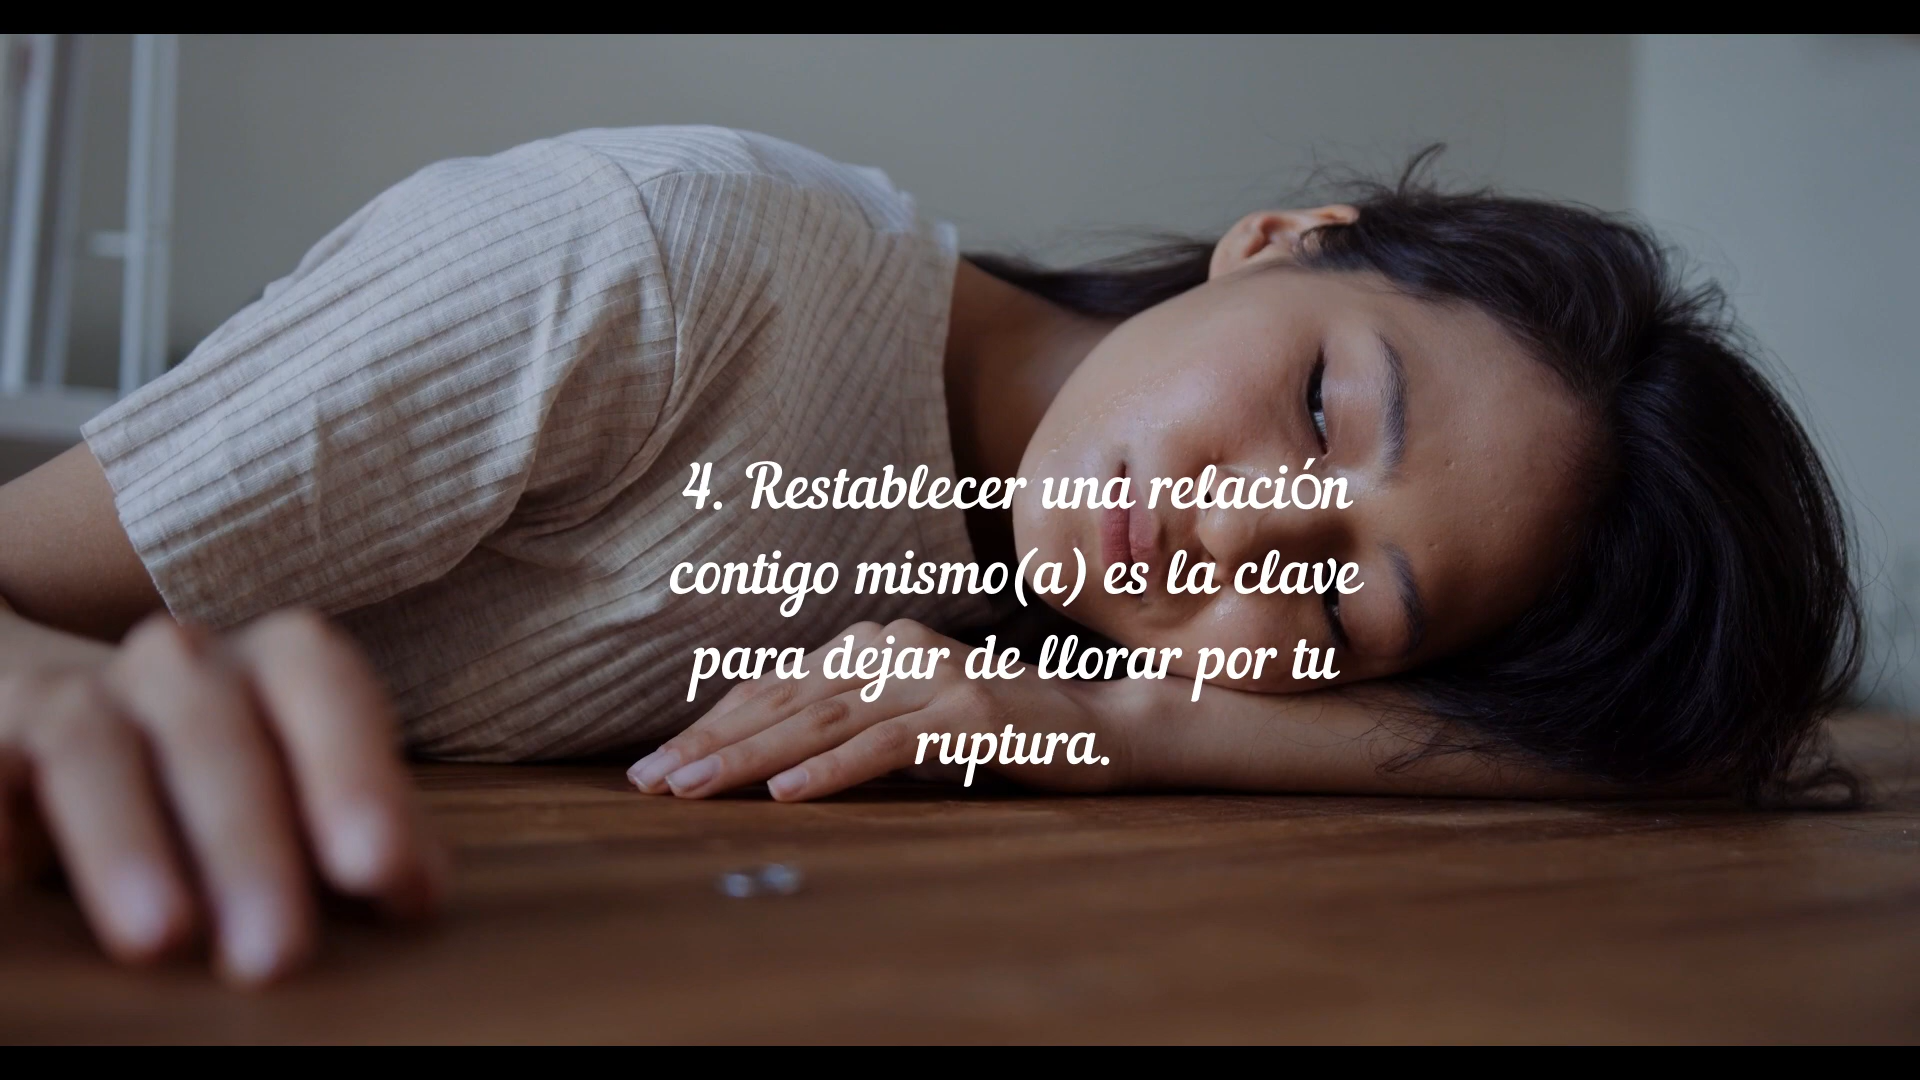 4. Restablecer una relación
contigo mismo(a) es la clave
para dejar de llorar por tu
ruptura.